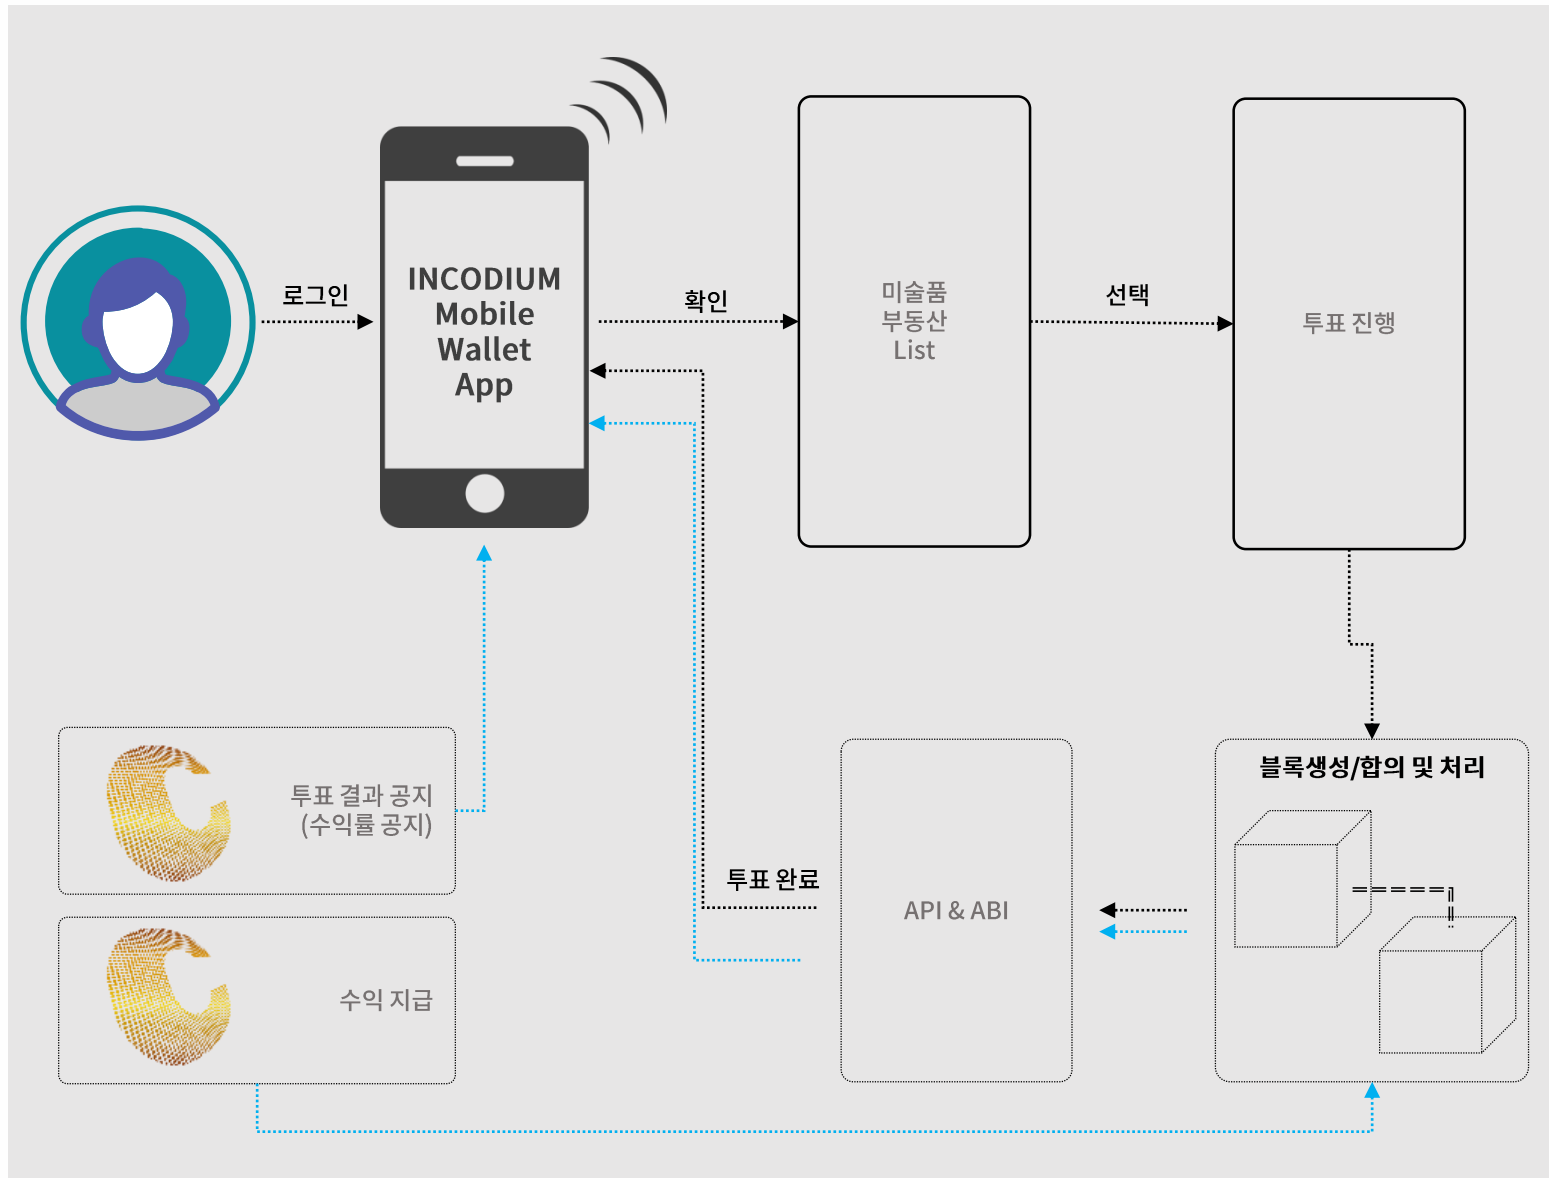 로그인
INCODIUM
Mobile
Wallet
App
확인
미술품
부동산
List
선택
투표 진행
투표 결과 공지
(수익률 공지)
투표 완료
API & ABI
블록생성/합의 및 처리
수익 지급